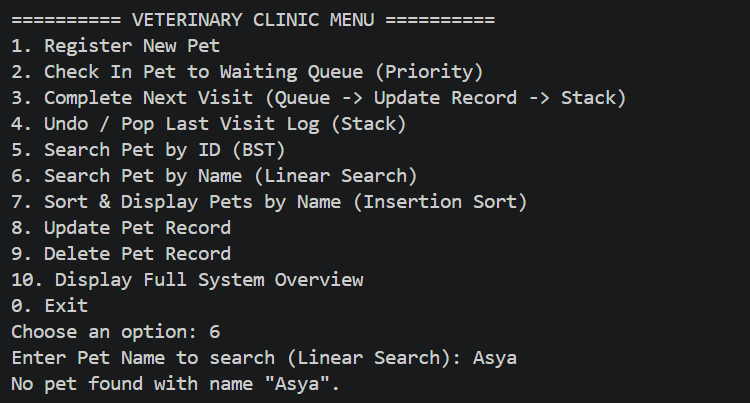 ========== VETERINARY CLINIC MENU ==========
1. Register New Pet
2. Check In Pet to Waiting Queue (Priority)
3. Complete Next Visit (Queue -> Update Record -> Stack)
4. Undo / Pop Last Visit Log (Stack)
5. Search Pet by ID (BST)
6. Search Pet by Name (Linear Search)
7. Sort & Display Pets by Name (Insertion Sort)
8. Update Pet Record
9. Delete Pet Record
10. Display Full System Overview
0. Exit
Choose an option: 6
Enter Pet Name to search (Linear Search): Asya
No pet found with name "Asya".